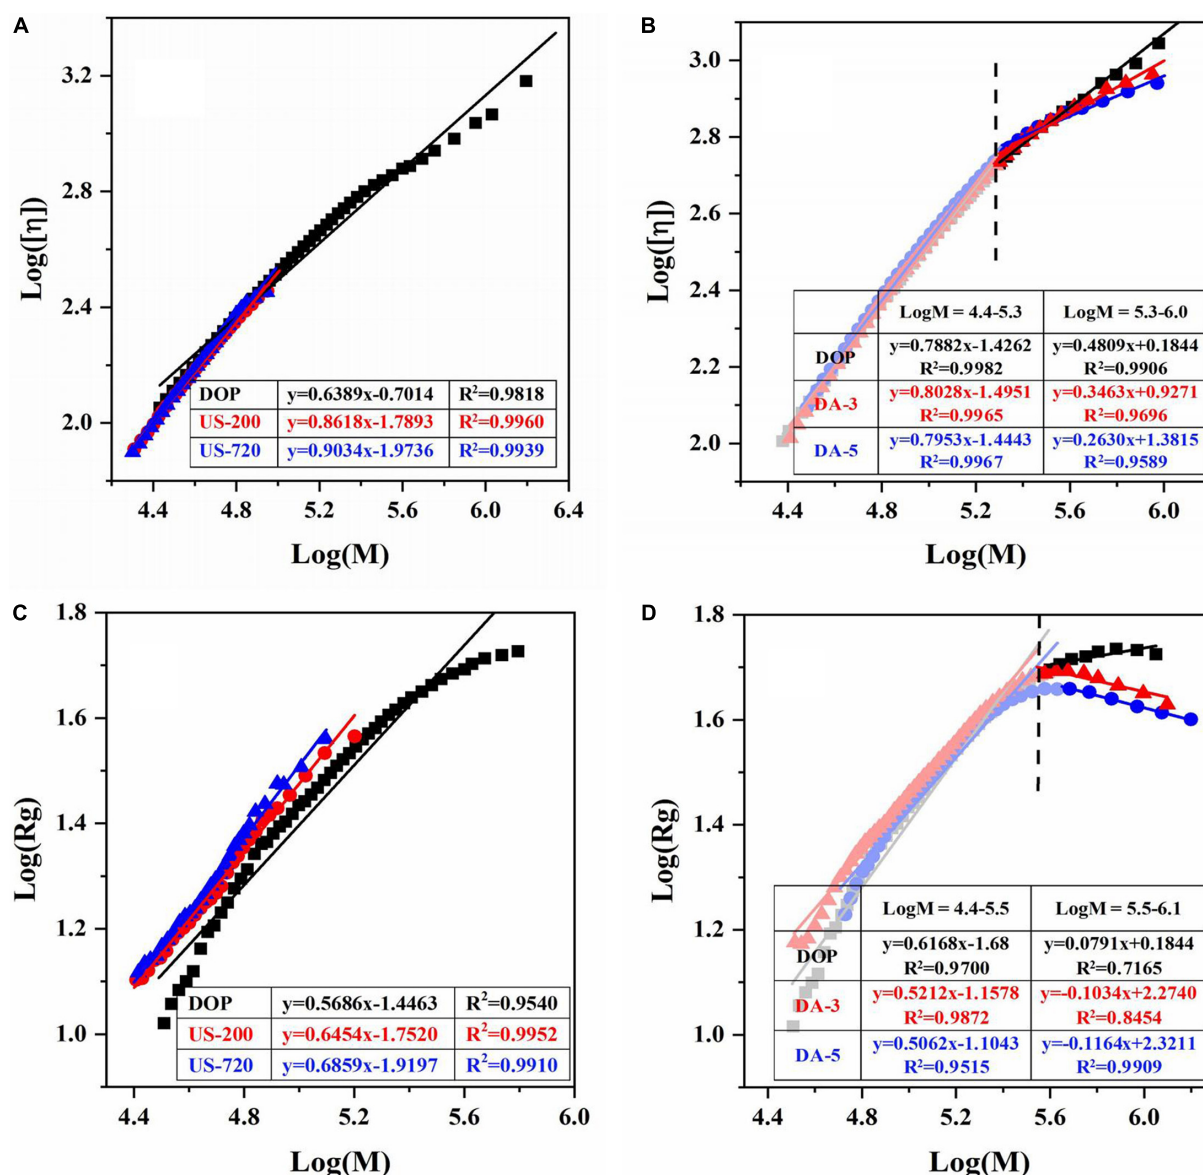 A
3.2
2.8
2.4
2.0
Log([η])
DOP y=0.6389x-0.7014 R²=0.9818
US-200 y=0.8618x-1.7893 R²=0.9960
US-720 y=0.9034x-1.9736 R²=0.9939
4.4 4.8 5.2 5.6 6.0 6.4
Log(M)
B
3.0
2.8
2.6
2.4
2.2
2.0
Log([η])
LogM = 4.4-5.3 LogM = 5.3-6.0
DOP y=0.7882x-1.4262 y=0.4809x+0.1844
R²=0.9982 R²=0.9906
DA-3 y=0.8028x-1.4951 y=0.3463x+0.9271
R²=0.9965 R²=0.9696
DA-5 y=0.7953x-1.4443 y=0.2630x+1.3815
R²=0.9967 R²=0.9589
4.4 4.8 5.2 5.6 6.0
Log(M)
C
1.8
1.6
1.4
1.2
1.0
Log(Rg)
DOP y=0.5686x-1.4463 R²=0.9540
US-200 y=0.6454x-1.7520 R²=0.9952
US-720 y=0.6859x-1.9197 R²=0.9910
4.4 4.8 5.2 5.6 6.0
Log(M)
D
1.8
1.6
1.4
1.2
1.0
Log(Rg)
LogM = 4.4-5.5 LogM = 5.5-6.1
DOP y=0.6168x-1.68 y=0.0791x+0.1844
R²=0.9700 R²=0.7165
DA-3 y=0.5212x-1.1578 y=-0.1034x+2.2740
R²=0.9872 R²=0.8454
DA-5 y=0.5062x-1.1043 y=-0.1164x+2.3211
R²=0.9515 R²=0.9909
4.4 4.8 5.2 5.6 6.0
Log(M)